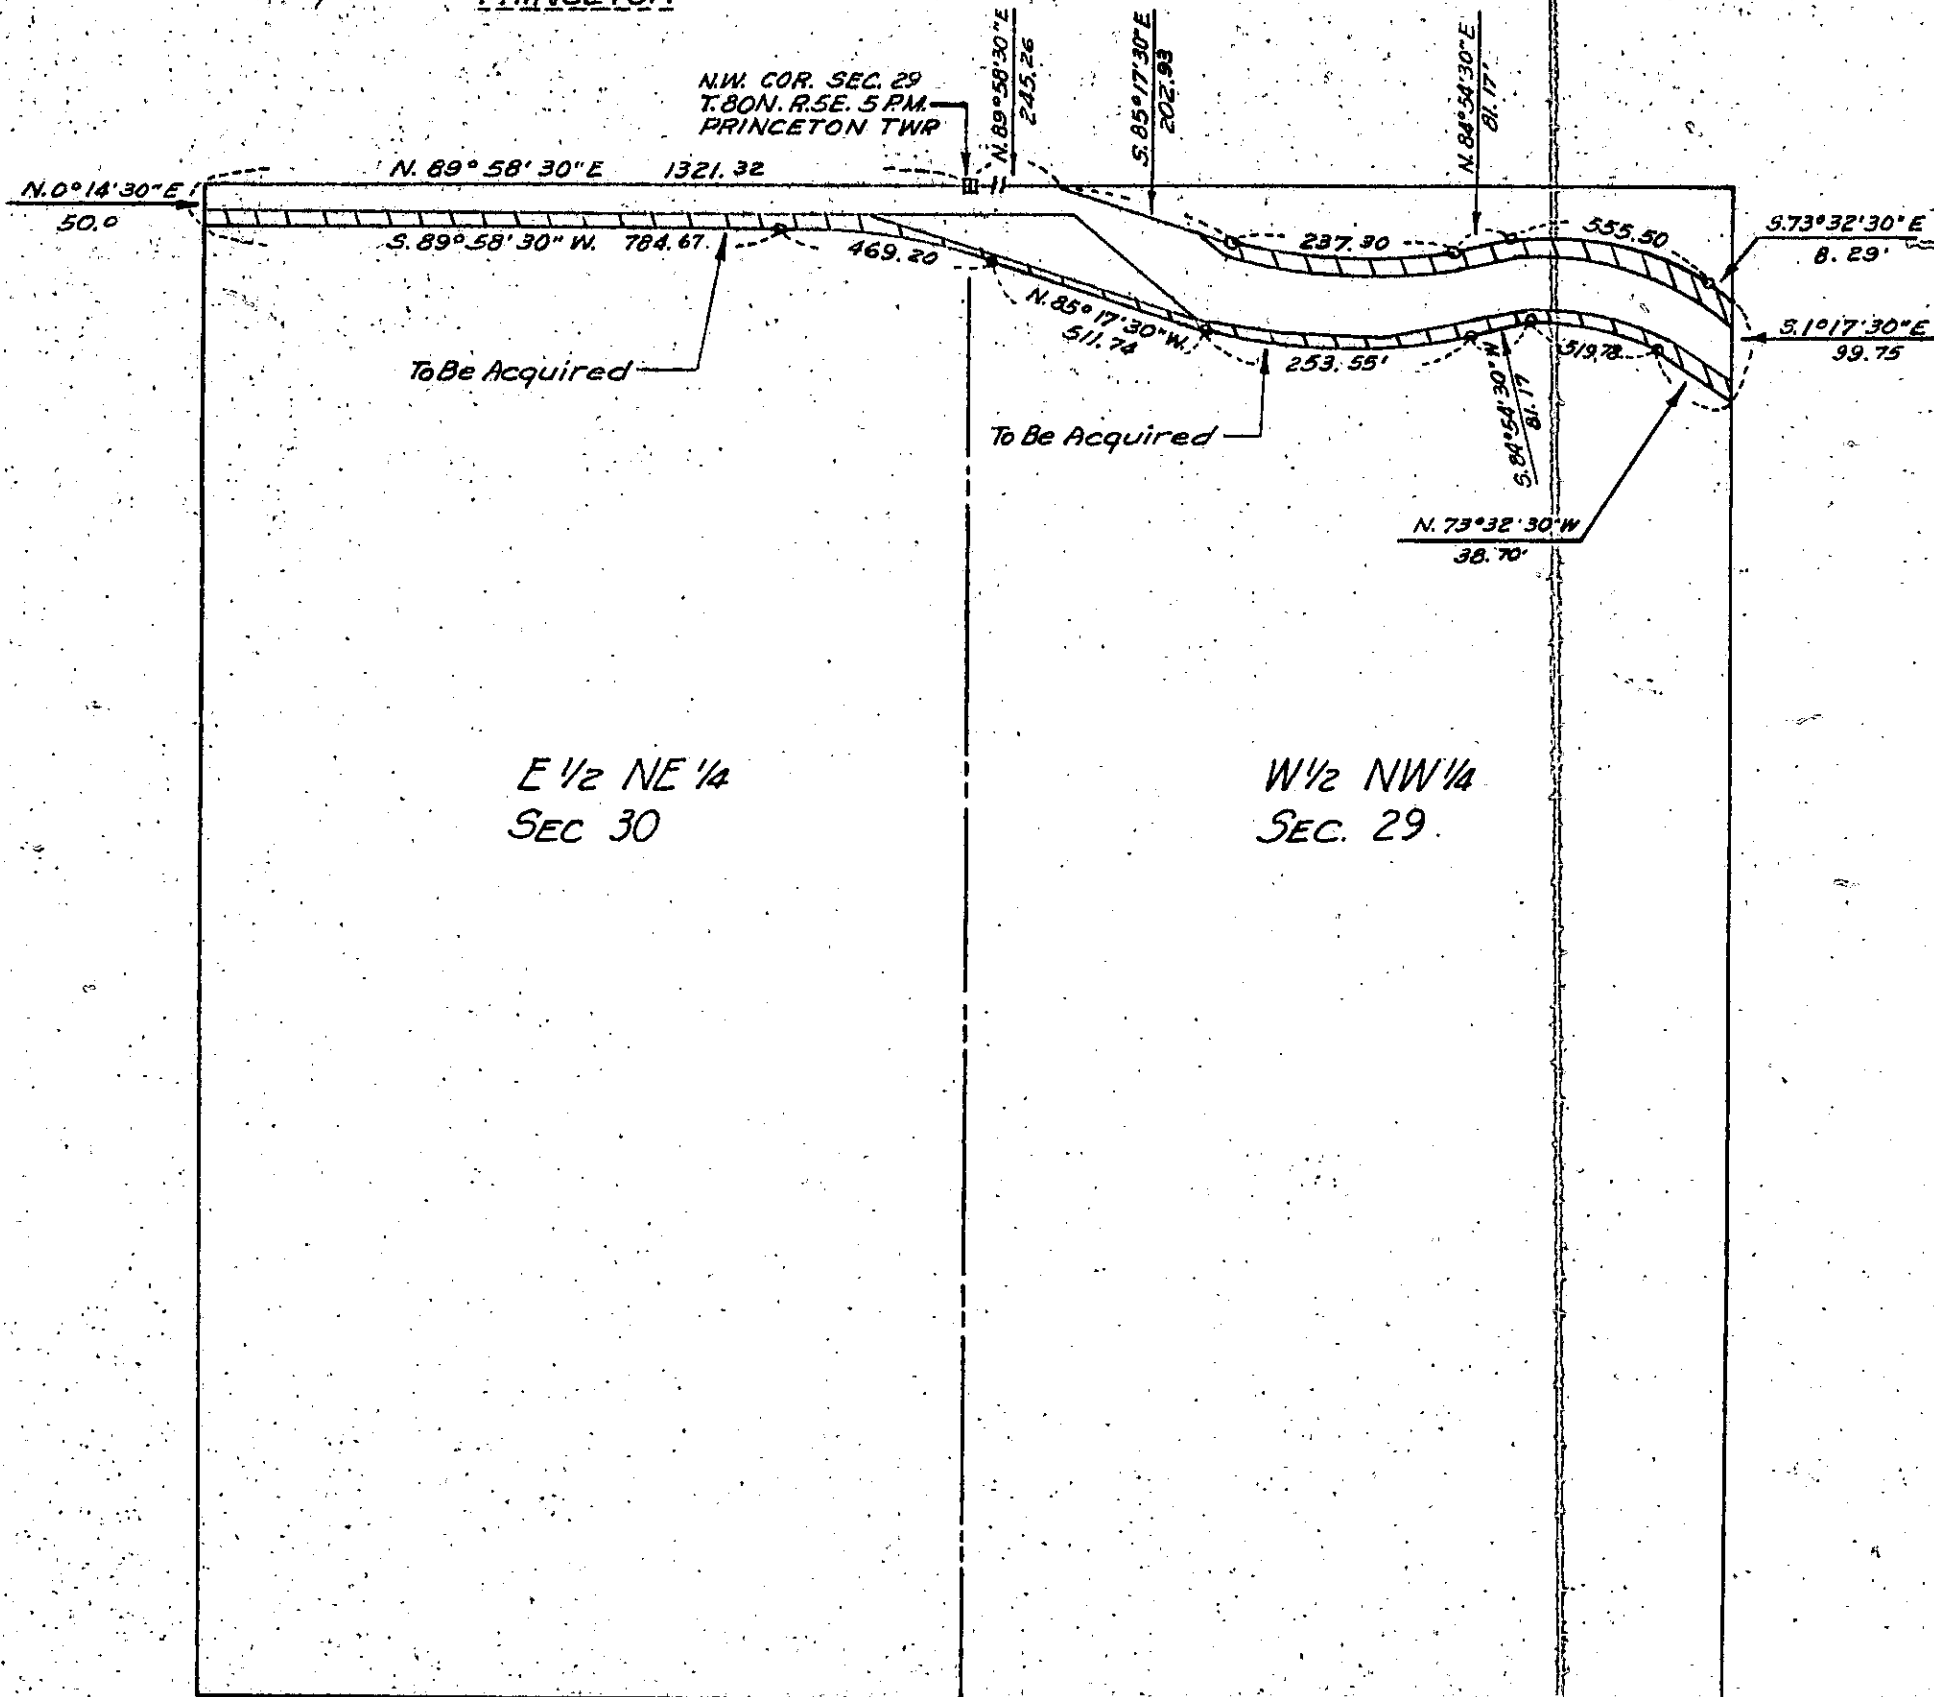 PRINCETON
N.W. COR. SEC. 29
T.80N. R.5E. 5 P.M.
PRINCETON TWP
N. 89° 58' 30" E
245.26
S. 85° 17' 30" E
202.93
N. 84° 54' 30" E
81.17'
N. 0° 14' 30" E
50.0
N. 89° 58' 30" E 1321.32
S. 89° 58' 30" W. 784.67.
469.20
237.30
555.50
S. 73° 32' 30" E
8.29'
N. 85° 17' 30" W.
511.74
253.55'
S. 84° 54' 30" W
81.17
519.78
S. 1° 17' 30" E
99.75
To Be Acquired
To Be Acquired
N. 73° 32' 30" W
38.70'
E 1/2 NE 1/4
SEC 30
W 1/2 NW 1/4
SEC. 29